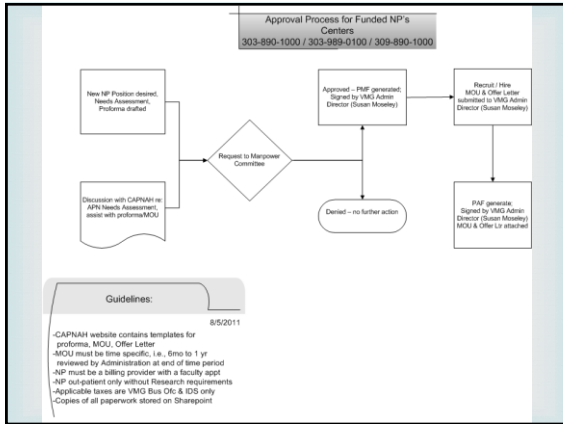 Approval Process for Funded NP's
Centers
303-890-1000 / 303-989-0100 / 309-890-1000
New NP Position desired,
Needs Assessment,
Proforma drafted
Discussion with CAPNAH re:
APN Needs Assessment,
assist with proforma/MOU
Request to Manpower
Committee
Approved – PMF generated;
Signed by VMG Admin
Director (Susan Moseley)
Denied – no further action
Recruit / Hire
MOU & Offer Letter
submitted to VMG Admin
Director (Susan Moseley)
PAF generate;
Signed by VMG Admin
Director (Susan Moseley)
MOU & Offer Ltr attached
Guidelines:
8/5/2011
-CAPNAH website contains templates for
proforma, MOU, Offer Letter
-MOU must be time specific, i.e., 6mo to 1 yr
reviewed by Administration at end of time period
-NP must be a billing provider with a faculty appt
-NP out-patient only without Research requirements
-Applicable taxes are VMG Bus Ofc & IDS only
-Copies of all paperwork stored on Sharepoint